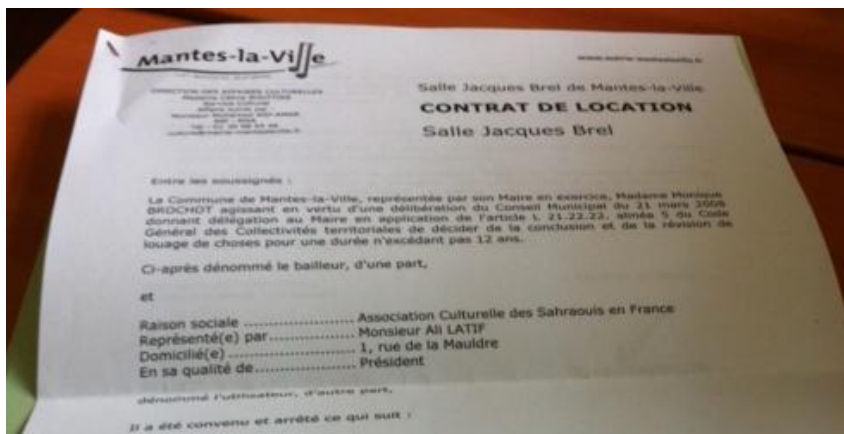 Mantes-la-Ville
Salle Jacques Brel de Mantes-la-Ville
DIRECTION DES AFFAIRES CULTURELLES
CONTRAT DE LOCATION
Salle Jacques Brel
Entre les soussignés :
La Commune de Mantes-la-Ville, représentée par son Maire en exercice, Madame Monique
BROCHOT agissant en vertu d'une délibération du Conseil Municipal du 21 mars 2008
donnant délégation au Maire en application de l'article L 21.22.22, alinéa 5 du Code
Général des Collectivités territoriales de décider de la conclusion et de la révision de
louage de choses pour une durée n'excédant pas 12 ans.
Ci-après dénommé le bailleur, d'une part,
et
Raison sociale ..................... Association Culturelle des Sahraouis en France
Représenté(e) par................ Monsieur Ali LATIF
Domicilié(e) ........................ 1, rue de la Mauldre
En sa qualité de................... Président
dénommé l'utilisateur, d'autre part,
Il a été convenu et arrêté ce qui suit :